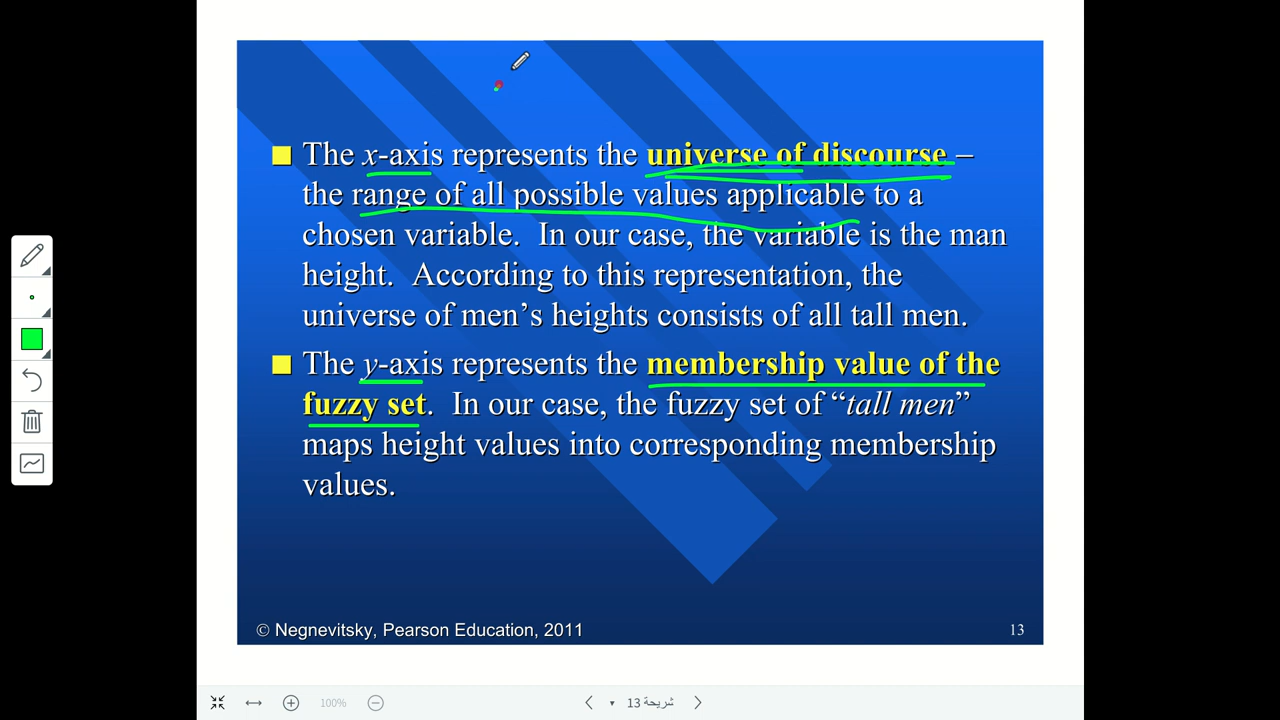 The x-axis represents the universe of discourse –
the range of all possible values applicable to a
chosen variable. In our case, the variable is the man
height. According to this representation, the
universe of men’s heights consists of all tall men.
The y-axis represents the membership value of the
fuzzy set. In our case, the fuzzy set of “tall men”
maps height values into corresponding membership
values.
© Negnevitsky, Pearson Education, 2011
13
100%
شريحة 13